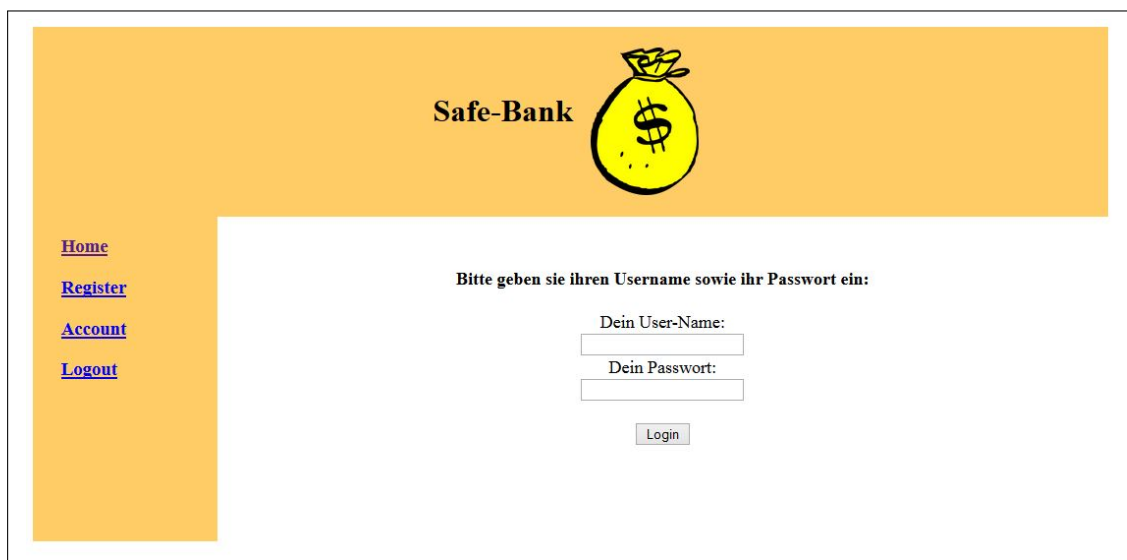 Safe-Bank
$
Home
Register
Account
Logout
Bitte geben sie ihren Username sowie ihr Passwort ein:
Dein User-Name:
Dein Passwort:
Login